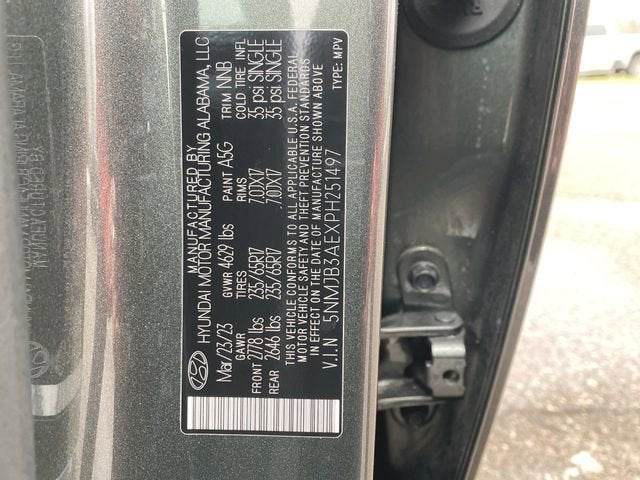 MANUFACTURED BY
HYUNDAI MOTOR MANUFACTURING ALABAMA, LLC
Mar/23/23 GVWR 4629 lbs PAINT A5G TRIM NNB
GAWR TIRES RIMS COLD TIRE INFL
FRONT 2778 lbs 235/65R17 7.0JX17 35 psi SINGLE
REAR 2646 lbs 235/65R17 7.0JX17 35 psi SINGLE
THIS VEHICLE CONFORMS TO ALL APPLICABLE U.S.A. FEDERAL
MOTOR VEHICLE SAFETY AND THEFT PREVENTION STANDARDS
IN EFFECT ON THE DATE OF MANUFACTURE SHOWN ABOVE
V.I.N 5NMJB3AEXPH251497 TYPE: MPV